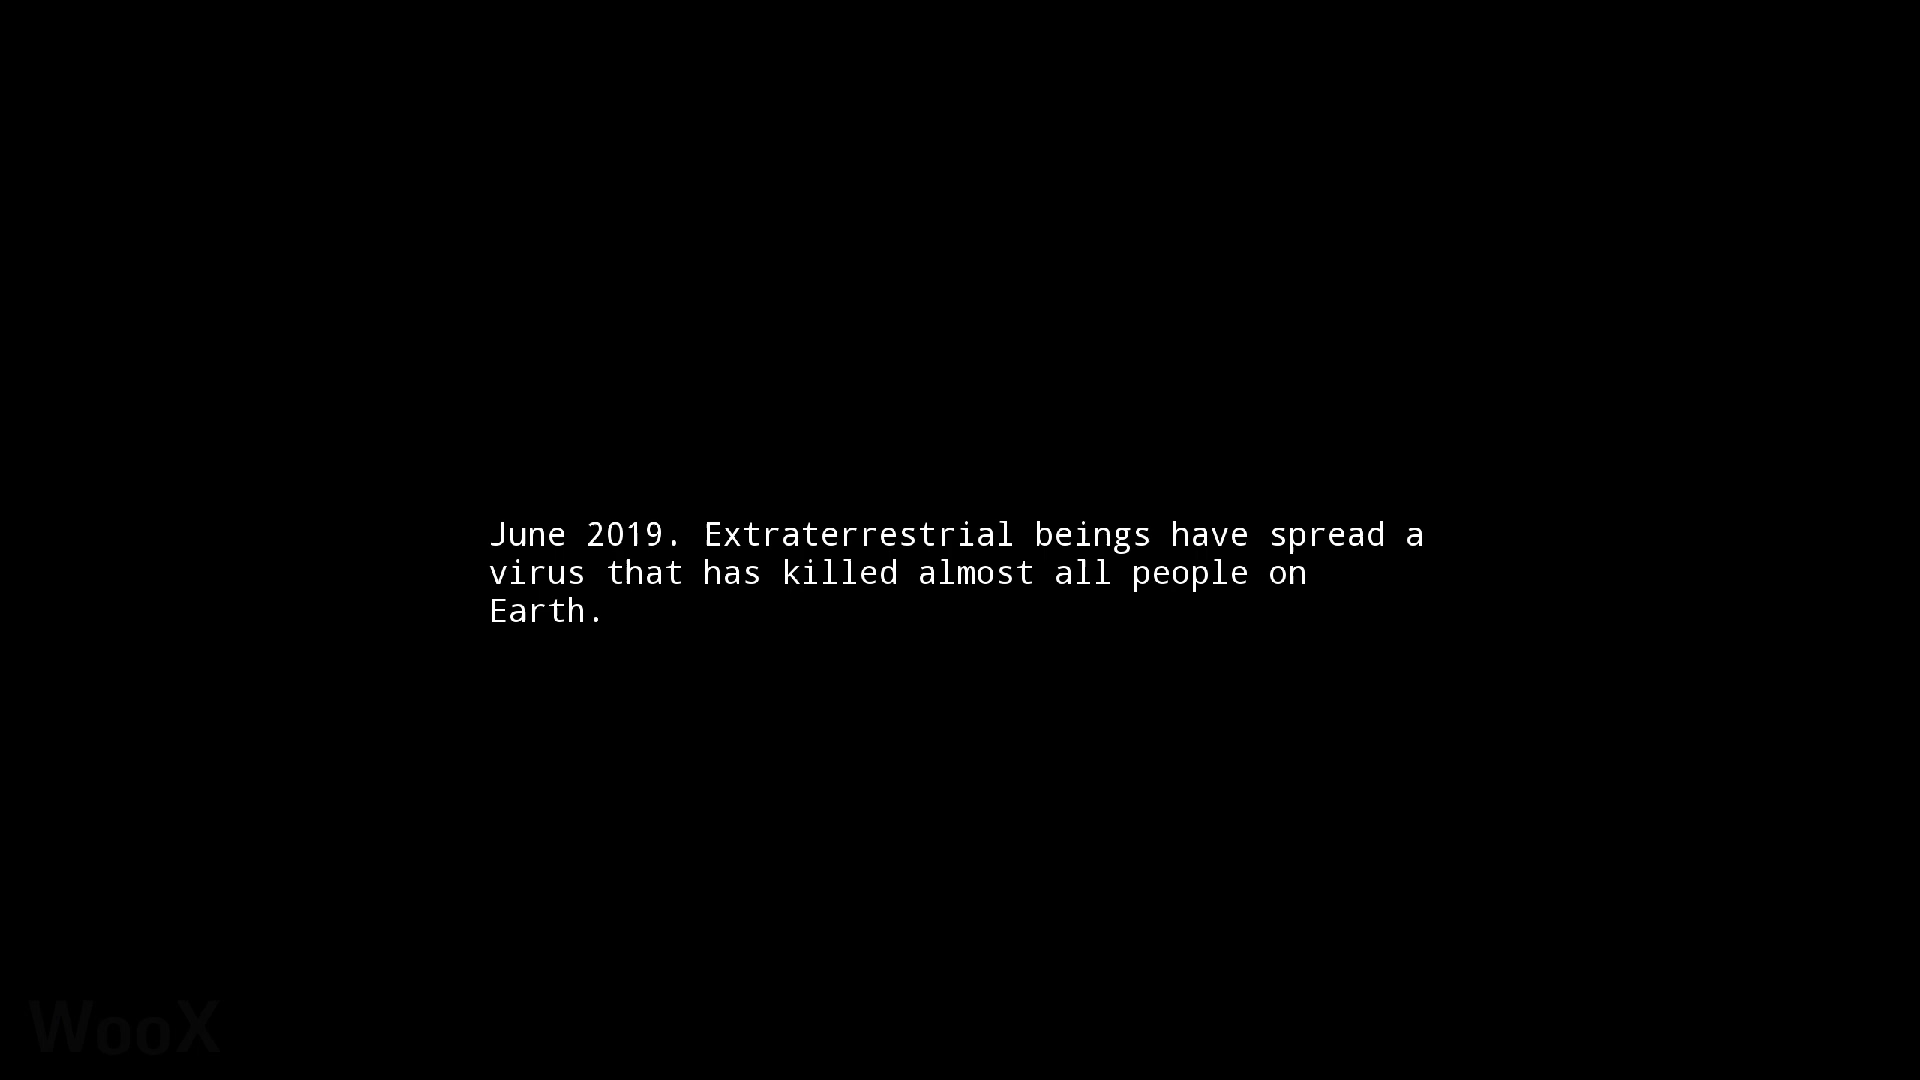 June 2019. Extraterrestrial beings have spread a
virus that has killed almost all people on
Earth.
WooX